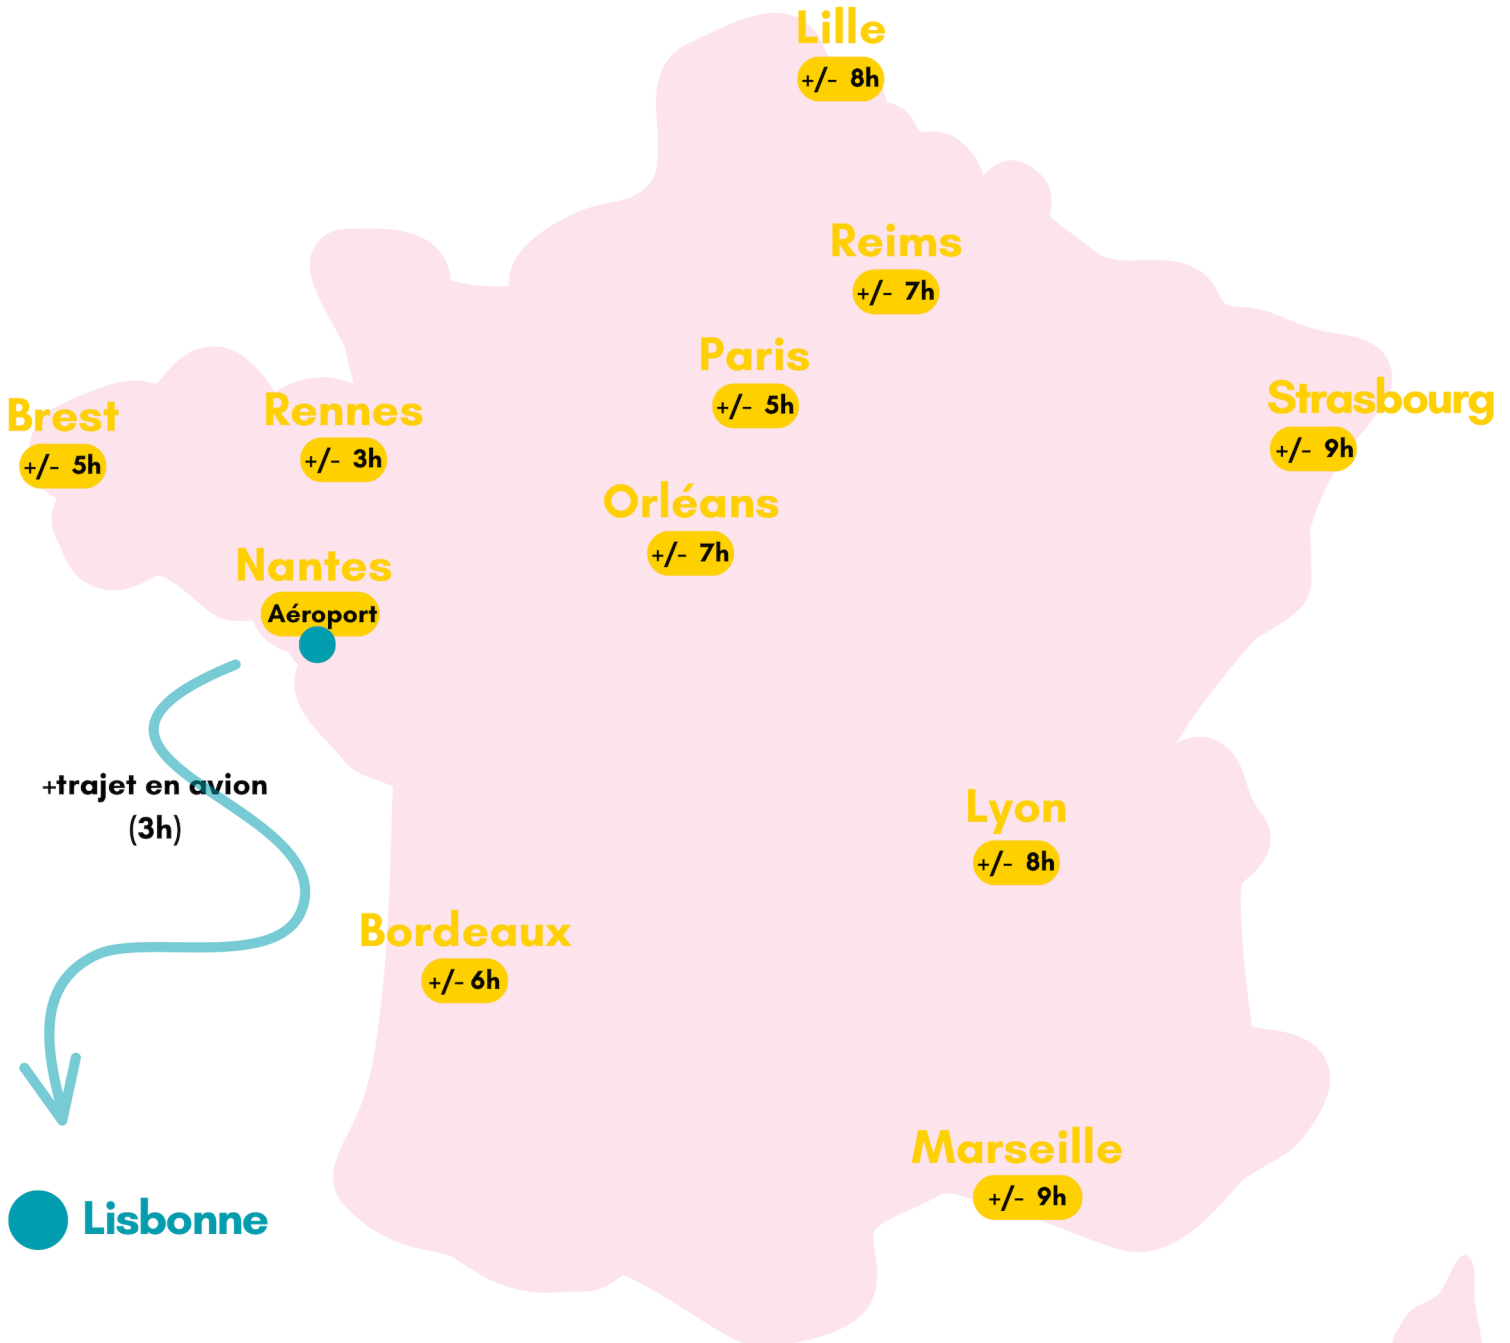 Lille
+/- 8h
Reims
+/- 7h
Paris
+/- 5h
Strasbourg
+/- 9h
Brest
+/- 5h
Rennes
+/- 3h
Orléans
+/- 7h
Nantes
Aéroport
+trajet en avion
(3h)
Lyon
+/- 8h
Bordeaux
+/- 6h
Marseille
+/- 9h
Lisbonne